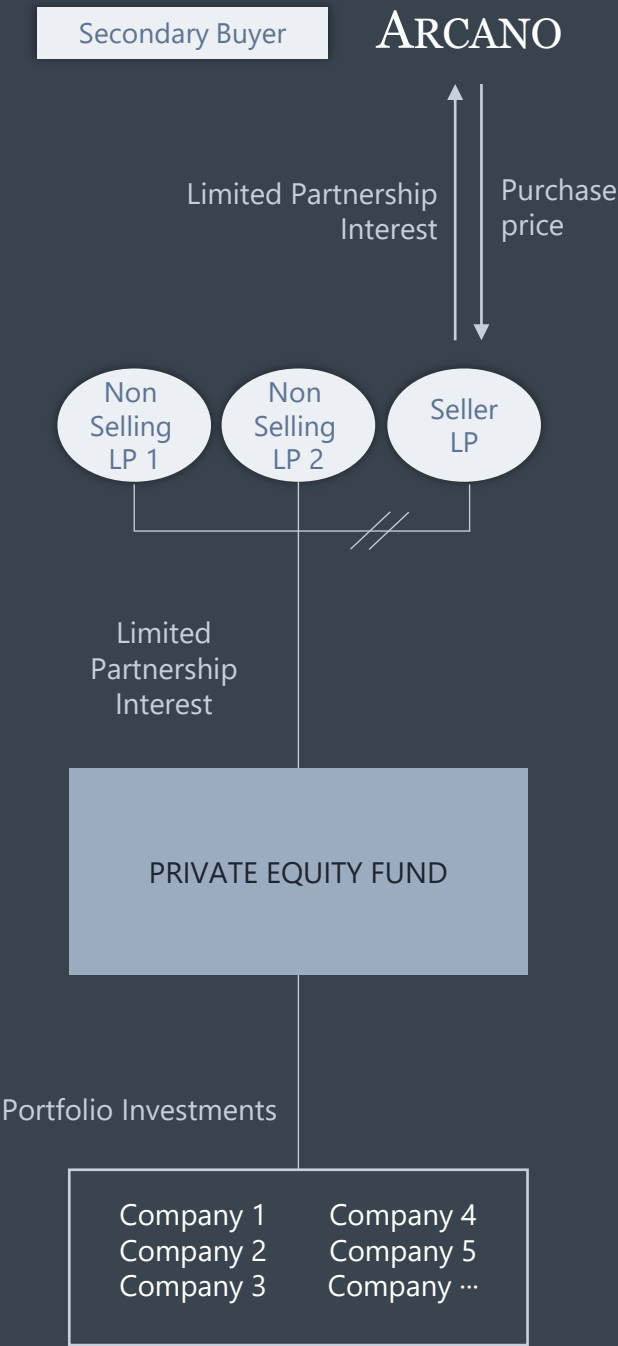 Secondary Buyer
ARCANO
Limited Partnership
Interest
Purchase
price
Non
Selling
LP 1
Non
Selling
LP 2
Seller
LP
Limited
Partnership
Interest
PRIVATE EQUITY FUND
Portfolio Investments
Company 1
Company 2
Company 3
Company 4
Company 5
Company ···